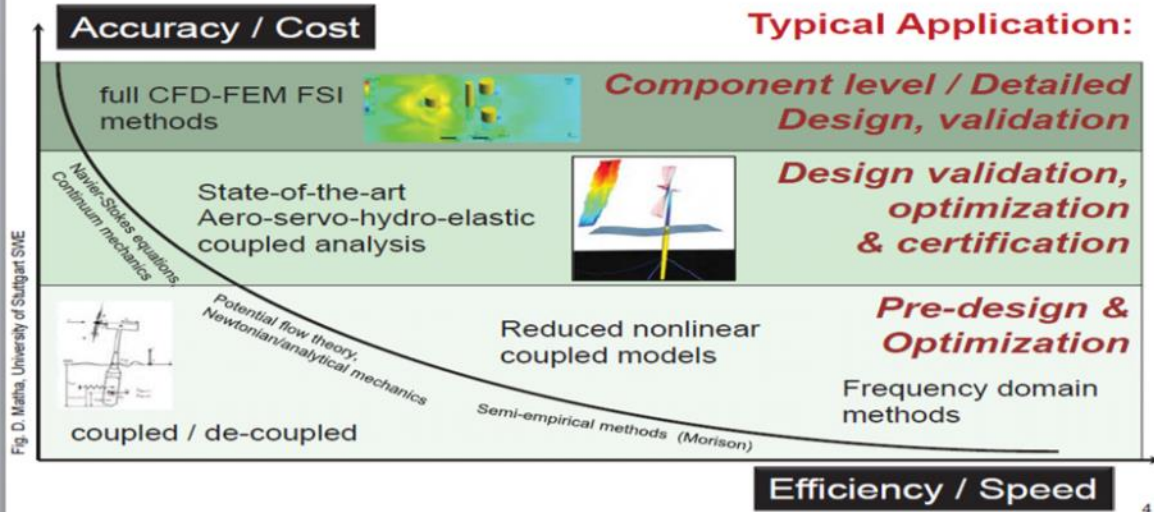 Accuracy / Cost
Typical Application:
full CFD-FEM FSI
methods
Component level / Detailed
Design, validation
Navier-Stokes equations,
Continuum mechanics
State-of-the-art
Aero-servo-hydro-elastic
coupled analysis
Design validation,
optimization
& certification
Potential flow theory,
Newtonian/analytical mechanics
Reduced nonlinear
coupled models
Pre-design &
Optimization
Semi-empirical methods (Morison)
Frequency domain
methods
coupled / de-coupled
Fig. D. Matha, University of Stuttgart SWE
Efficiency / Speed
4